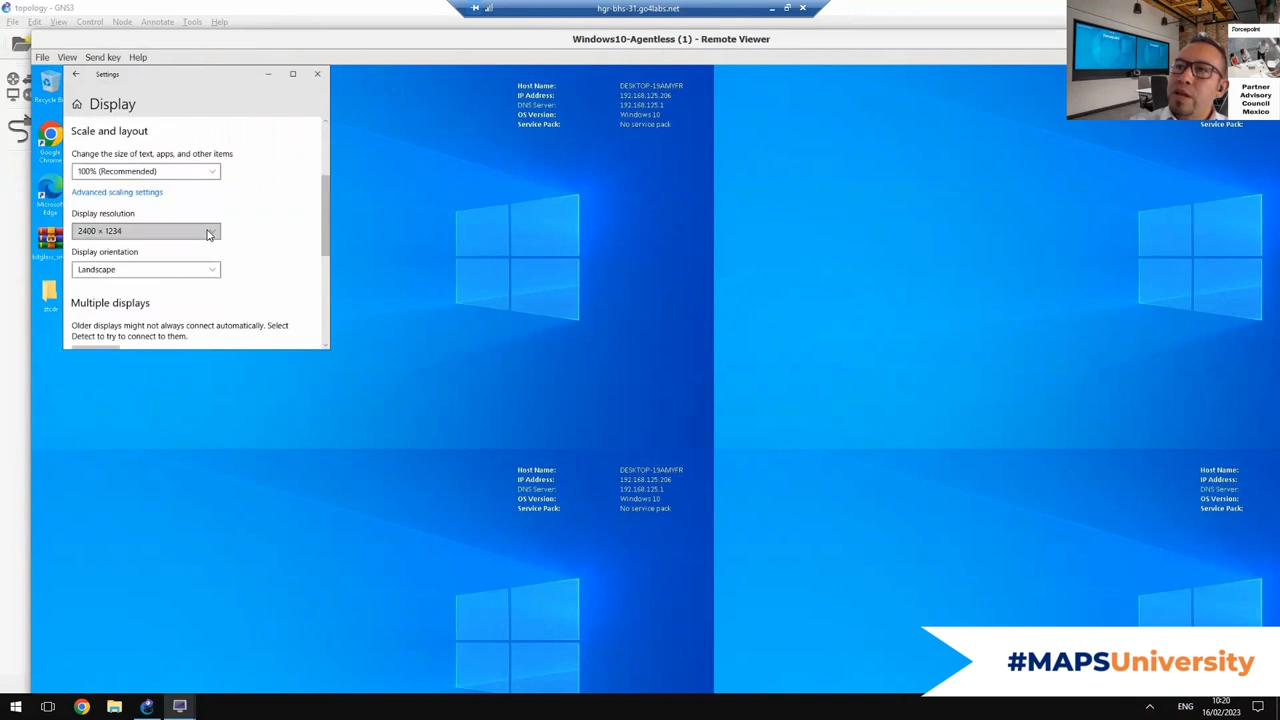 topology - GNS3
hgr-bhs-31.go4labs.net
File Edit View Control Node Annotate Tools Help
Windows10-Agentless (1) - Remote Viewer
File View Send key Help
Recycle Bi
Google
Chrome
Microsof
Edge
ztcdr
Settings
Display
Scale and layout
Change the size of text, apps, and other items
100% (Recommended)
Advanced scaling settings
Display resolution
2400 × 1234
Display orientation
Landscape
Multiple displays
Older displays might not always connect automatically. Select
Detect to try to connect to them.
Host Name: DESKTOP-19AMYFR
IP Address: 192.168.125.206
DNS Server: 192.168.125.1
OS Version: Windows 10
Service Pack: No service pack
Service Pack:
Forcepoint
Partner
Advisory
Council
Mexico
Host Name: DESKTOP-19AMYFR
IP Address: 192.168.125.206
DNS Server: 192.168.125.1
OS Version: Windows 10
Service Pack: No service pack
Host Name:
IP Address:
DNS Server:
OS Version:
Service Pack:
#MAPSUniversity
ENG
10:20
16/02/2023